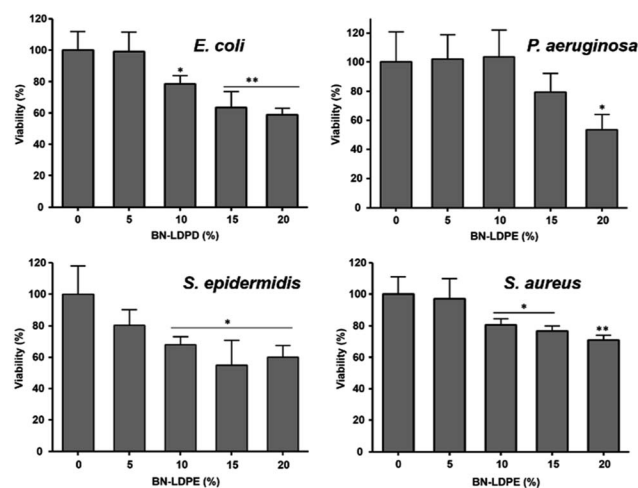 E. coli
Viability (%)
120
100
80
60
40
20
0
*
**
0 5 10 15 20
BN-LDPD (%)
P. aeruginosa
Viability (%)
120
100
80
60
40
20
0
*
0 5 10 15 20
BN-LDPE (%)
S. epidermidis
Viability (%)
120
100
80
60
40
20
0
*
0 5 10 15 20
BN-LDPE (%)
S. aureus
Viability (%)
120
100
80
60
40
20
0
*
**
0 5 10 15 20
BN-LDPE (%)